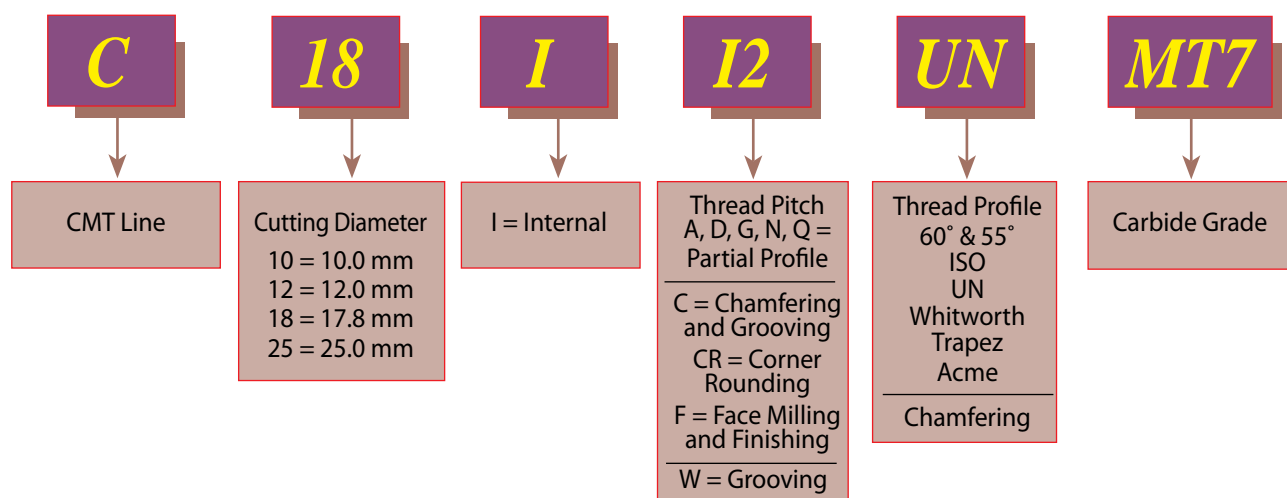 C
18
I
I2
UN
MT7
CMT Line
Cutting Diameter
10 = 10.0 mm
12 = 12.0 mm
18 = 17.8 mm
25 = 25.0 mm
I = Internal
Thread Pitch
A, D, G, N, Q =
Partial Profile
C = Chamfering
and Grooving
CR = Corner
Rounding
F = Face Milling
and Finishing
W = Grooving
Thread Profile
60° & 55°
ISO
UN
Whitworth
Trapez
Acme
Chamfering
Carbide Grade